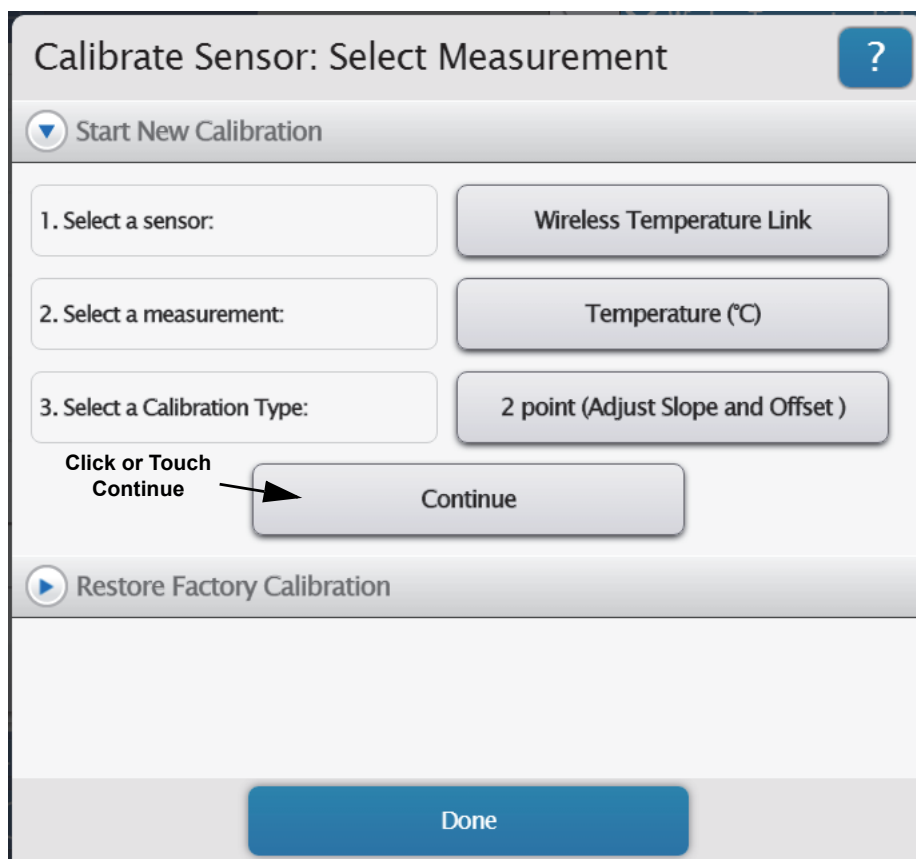 Calibrate Sensor: Select Measurement
?
Start New Calibration
1. Select a sensor:
Wireless Temperature Link
2. Select a measurement:
Temperature (°C)
3. Select a Calibration Type:
2 point (Adjust Slope and Offset )
Click or Touch
Continue
Continue
Restore Factory Calibration
Done